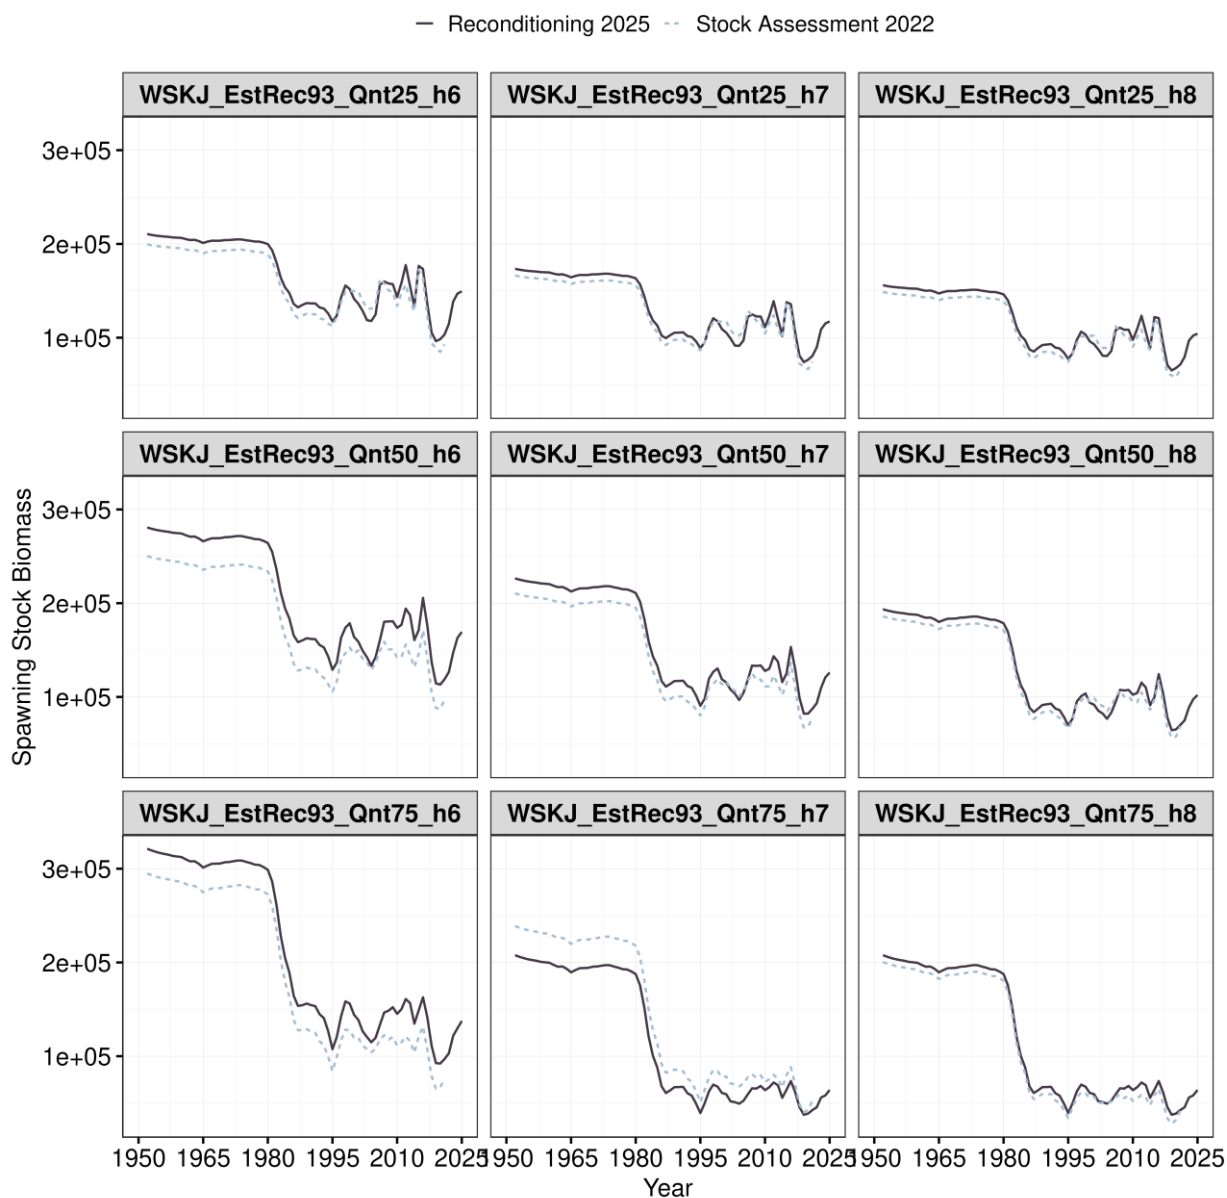 Reconditioning 2025 Stock Assessment 2022
WSKJ_EstRec93_Qnt25_h6 WSKJ_EstRec93_Qnt25_h7 WSKJ_EstRec93_Qnt25_h8
3e+05
2e+05
1e+05
WSKJ_EstRec93_Qnt50_h6 WSKJ_EstRec93_Qnt50_h7 WSKJ_EstRec93_Qnt50_h8
3e+05
2e+05
1e+05
Spawning Stock Biomass
WSKJ_EstRec93_Qnt75_h6 WSKJ_EstRec93_Qnt75_h7 WSKJ_EstRec93_Qnt75_h8
3e+05
2e+05
1e+05
1950 1965 1980 1995 2010 2025 1950 1965 1980 1995 2010 2025 1950 1965 1980 1995 2010 2025
Year